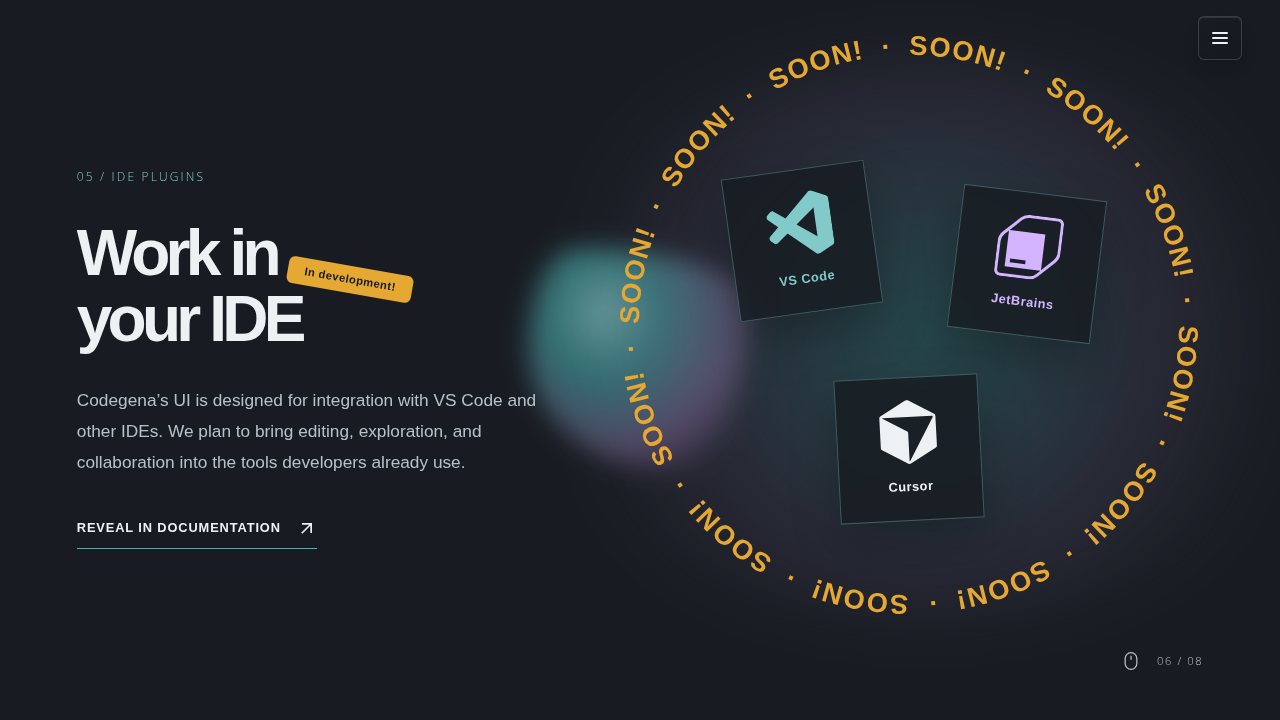 05 / IDE PLUGINS
Work in
your IDE
In development!
Codegena's UI is designed for integration with VS Code and
other IDEs. We plan to bring editing, exploration, and
collaboration into the tools developers already use.
REVEAL IN DOCUMENTATION
SOON! · SOON! · SOON! · SOON! · SOON! · SOON! · SOON! · SOON! · SOON! · SOON! · SOON! · SOON! ·
VS Code
JetBrains
Cursor
06 / 08